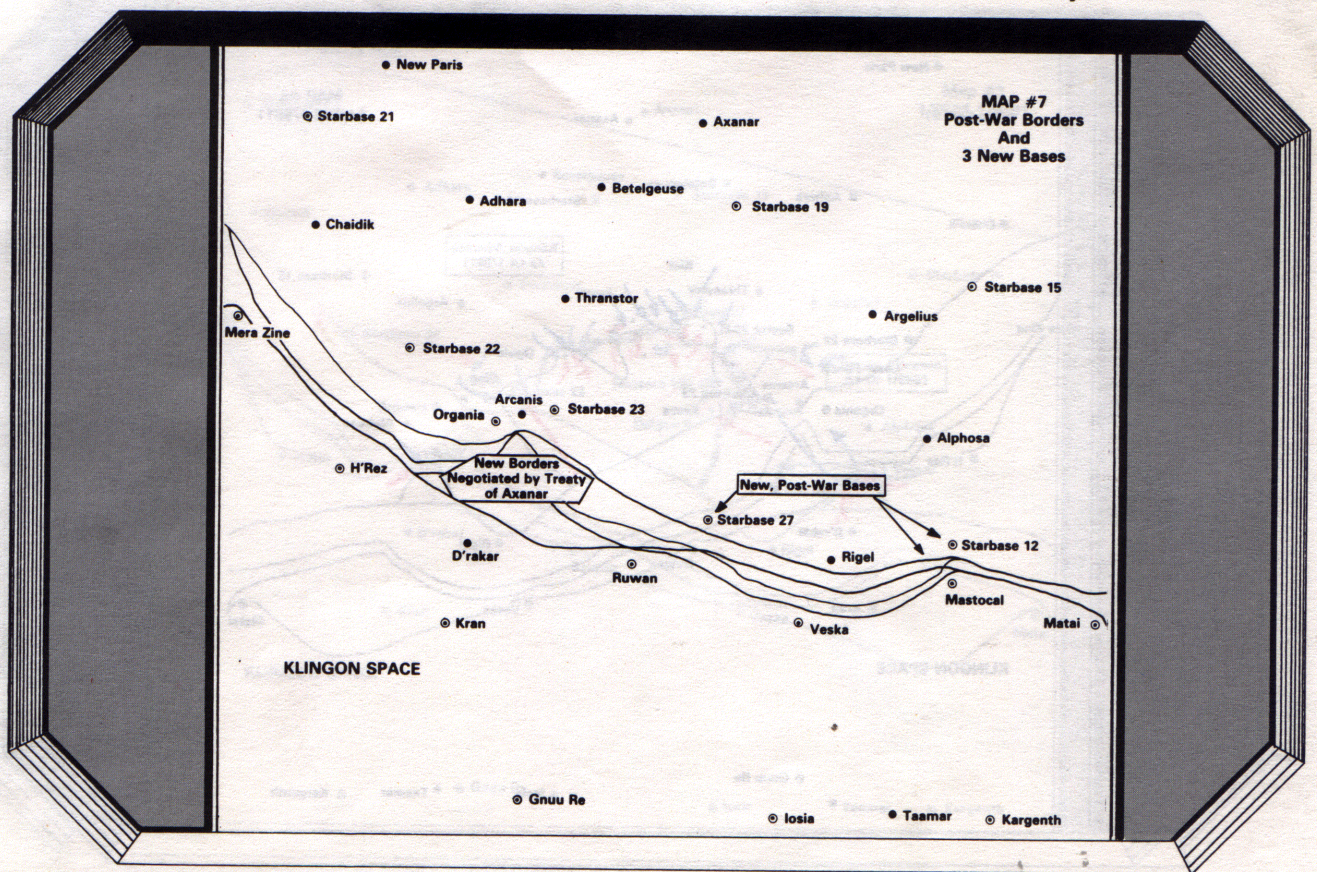 New Paris
MAP #7
Post-War Borders
And
3 New Bases
Starbase 21
Axanar
Betelgeuse
Adhara
Starbase 19
Chaidik
Starbase 15
Thranstor
Argelius
Mera Zine
Starbase 22
Arcanis
Organia
Starbase 23
Alphosa
H'Rez
New Borders
Negotiated by Treaty
of Axanar
New, Post-War Bases
Starbase 27
Starbase 12
D'rakar
Rigel
Ruwan
Mastocal
Kran
Veska
Matai
KLINGON SPACE
Gnuu Re
Iosia
Taamar
Kargenth